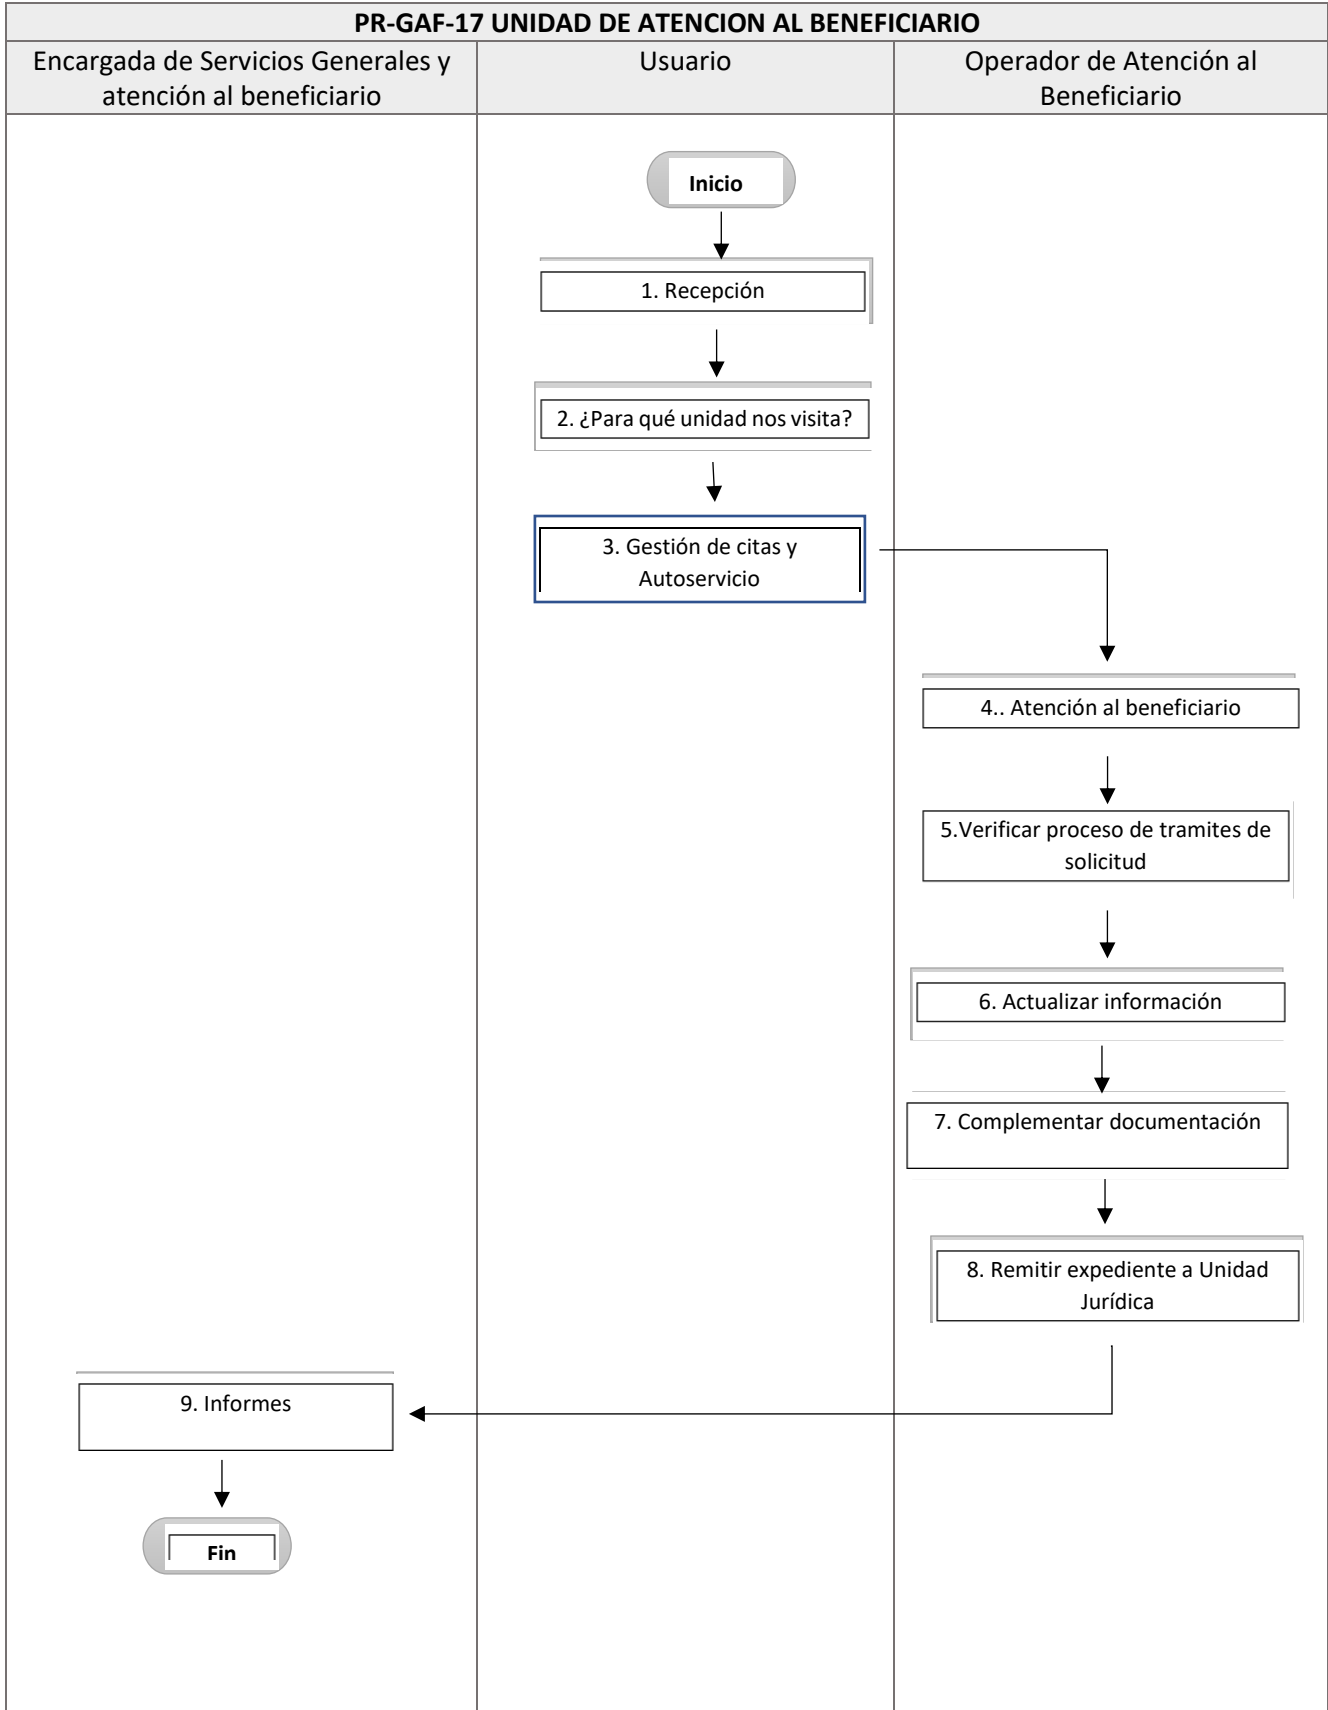 PR-GAF-17 UNIDAD DE ATENCION AL BENEFICIARIO
Encargada de Servicios Generales y
atención al beneficiario
Usuario
Operador de Atención al
Beneficiario
Inicio
1. Recepción
2. ¿Para qué unidad nos visita?
3. Gestión de citas y
Autoservicio
4.. Atención al beneficiario
5.Verificar proceso de tramites de
solicitud
6. Actualizar información
7. Complementar documentación
8. Remitir expediente a Unidad
Jurídica
9. Informes
Fin